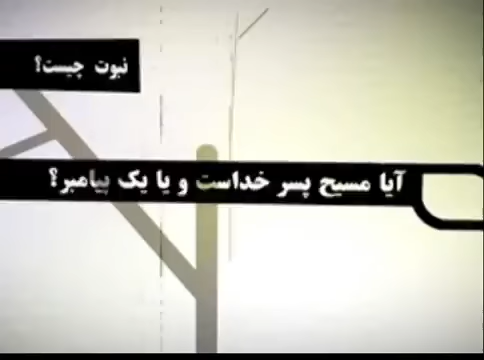 نبوت چیست؟
آیا مسیح پسر خداست و یا یک پیامبر؟